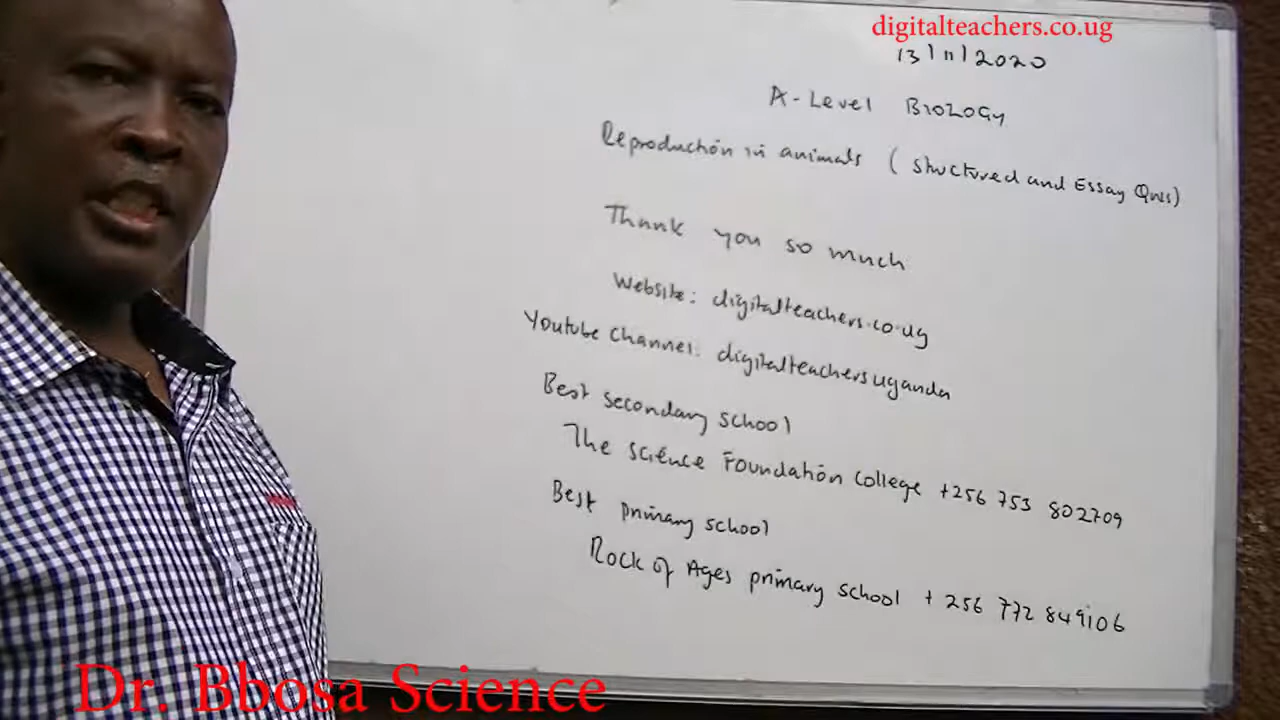 digitalteachers.co.ug
13/11/2020
A-Level BIOLOGY
Reproduction in animals (structured and Essay Qns)
Thank you so much
Website: digitalteachers.co.ug
Youtube channel: digitalteachersuganda
Best secondary school
The science Foundation college +256 753 802709
Best primary school
Rock of Ages primary school +256 772 849106
Dr. Bbosa Science